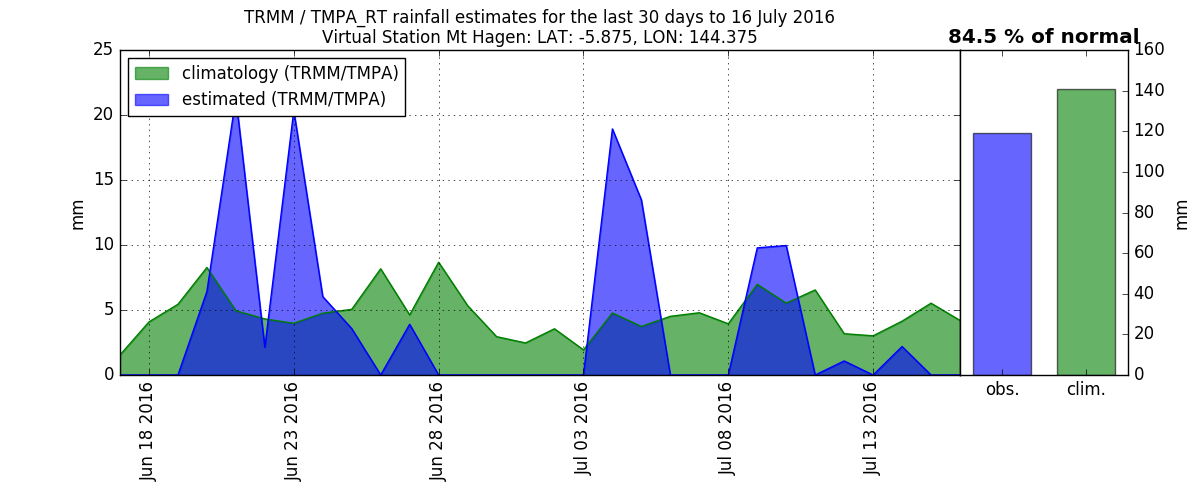 TRMM / TMPA_RT rainfall estimates for the last 30 days to 16 July 2016
Virtual Station Mt Hagen: LAT: -5.875, LON: 144.375
84.5 % of normal
climatology (TRMM/TMPA)
estimated (TRMM/TMPA)
25
20
15
10
5
0
mm
Jun 18 2016
Jun 23 2016
Jun 28 2016
Jul 03 2016
Jul 08 2016
Jul 13 2016
160
140
120
100
80
60
40
20
0
mm
obs.
clim.